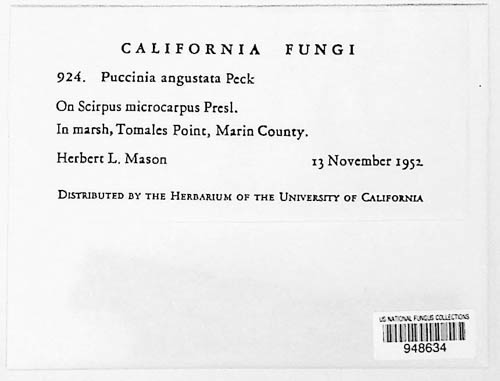 CALIFORNIA FUNGI
924. Puccinia angustata Peck
On Scirpus microcarpus Presl.
In marsh, Tomales Point, Marin County.
Herbert L. Mason 13 November 1952
DISTRIBUTED BY THE HERBARIUM OF THE UNIVERSITY OF CALIFORNIA
US NATIONAL FUNGUS COLLECTIONS
948634